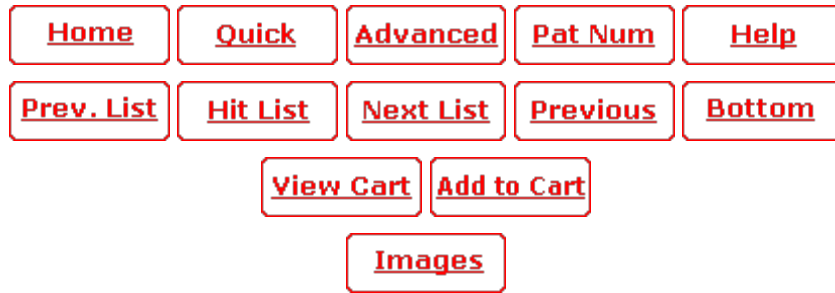 Home Quick Advanced Pat Num Help
Prev. List Hit List Next List Previous Bottom
View Cart Add to Cart
Images